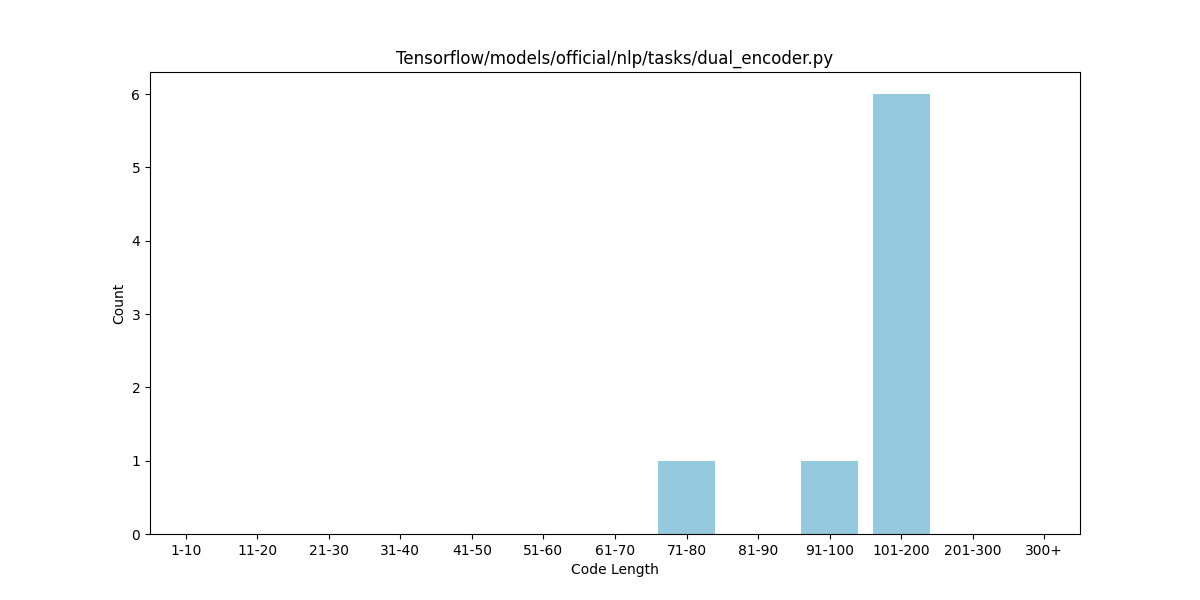 Tensorflow/models/official/nlp/tasks/dual_encoder.py
6
5
4
3
2
1
0
Count
1-10 11-20 21-30 31-40 41-50 51-60 61-70 71-80 81-90 91-100 101-200 201-300 300+
Code Length